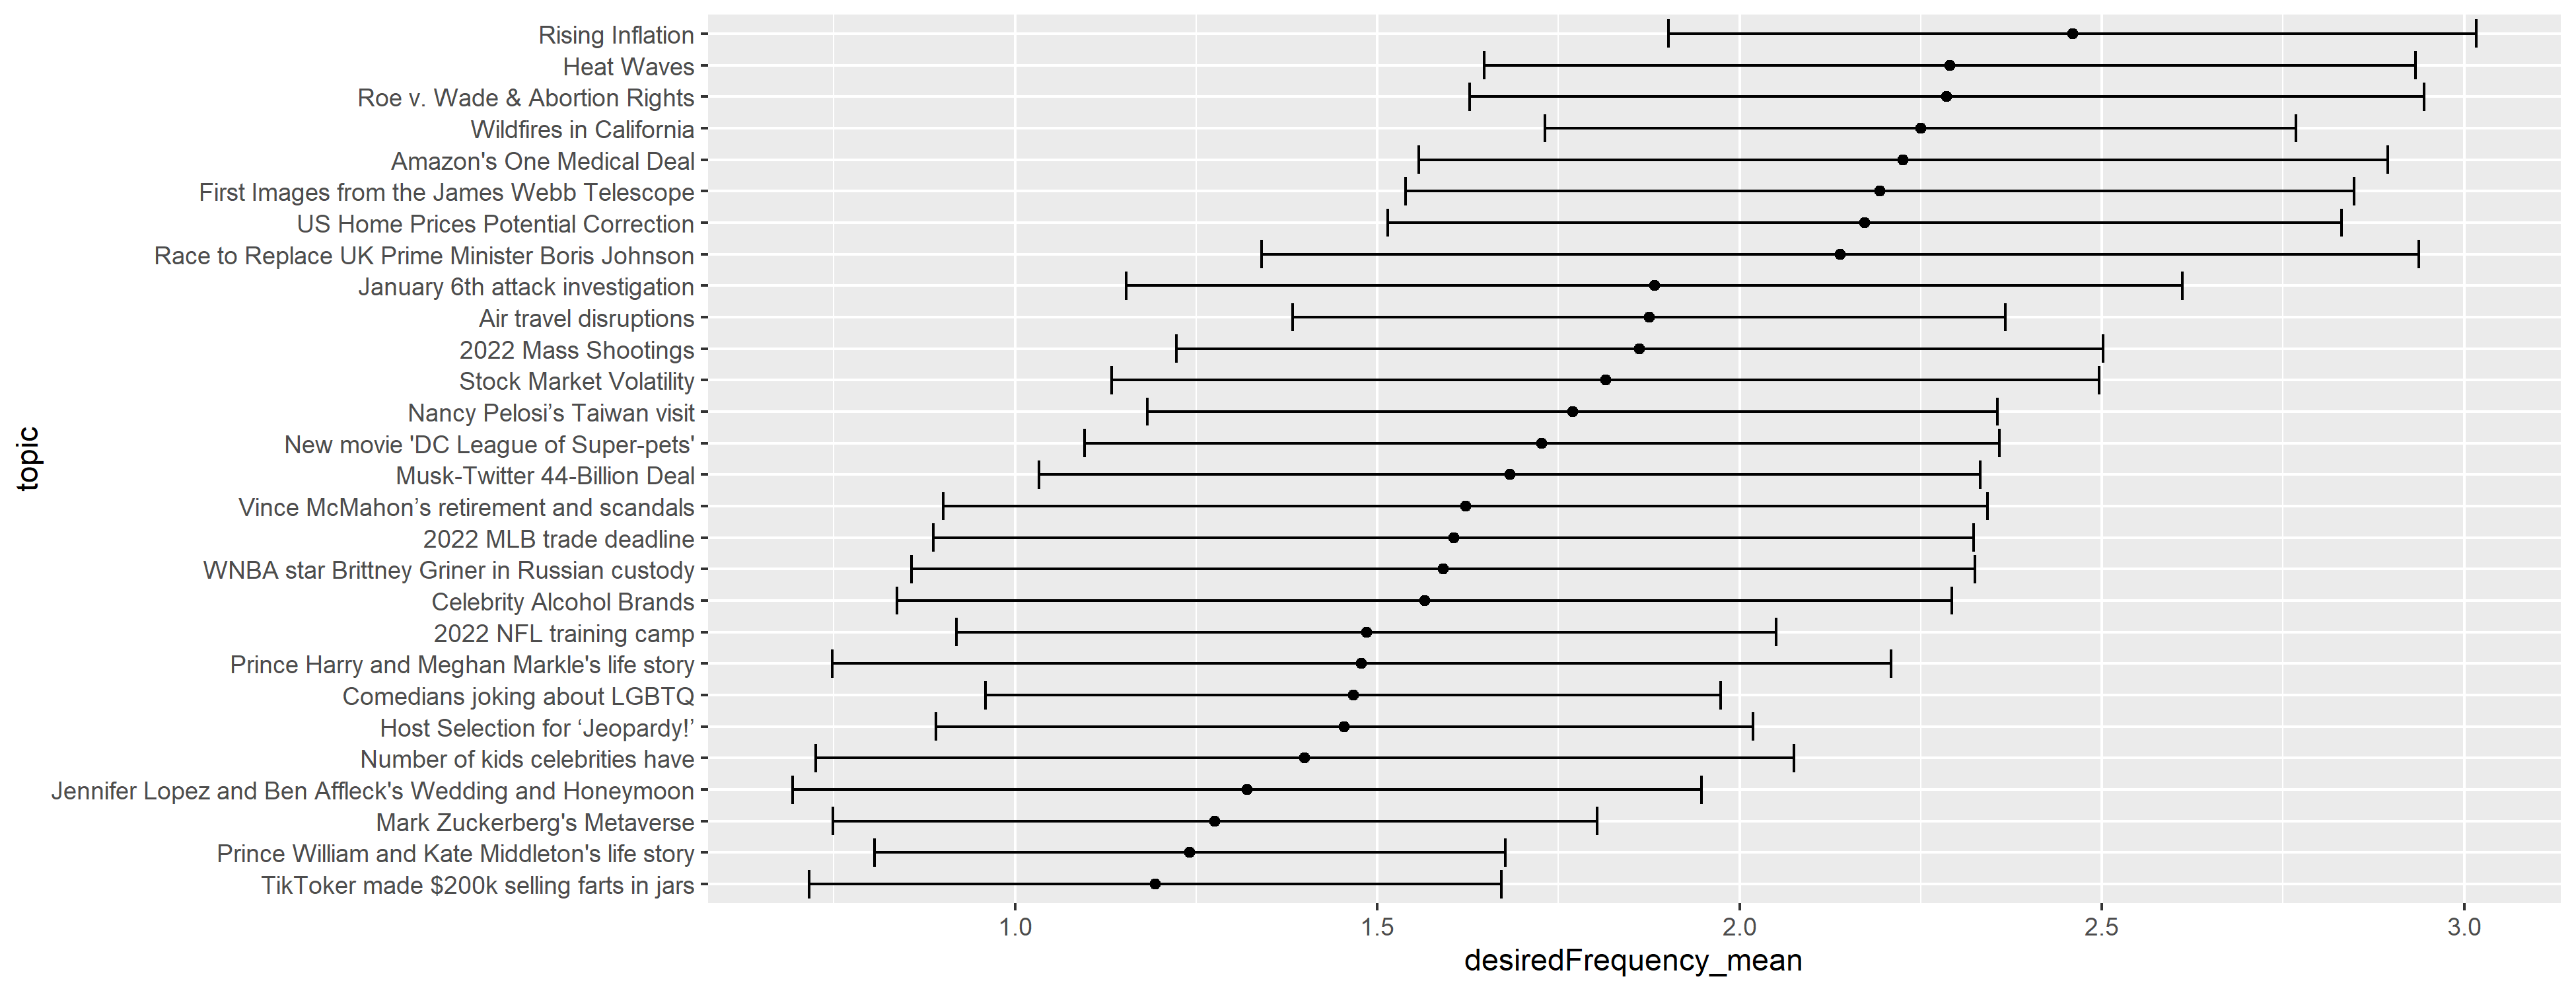 Rising Inflation
Heat Waves
Roe v. Wade & Abortion Rights
Wildfires in California
Amazon's One Medical Deal
First Images from the James Webb Telescope
US Home Prices Potential Correction
Race to Replace UK Prime Minister Boris Johnson
January 6th attack investigation
Air travel disruptions
2022 Mass Shootings
Stock Market Volatility
Nancy Pelosi’s Taiwan visit
New movie 'DC League of Super-pets'
Musk-Twitter 44-Billion Deal
Vince McMahon’s retirement and scandals
2022 MLB trade deadline
WNBA star Brittney Griner in Russian custody
Celebrity Alcohol Brands
2022 NFL training camp
Prince Harry and Meghan Markle's life story
Comedians joking about LGBTQ
Host Selection for ‘Jeopardy!’
Number of kids celebrities have
Jennifer Lopez and Ben Affleck's Wedding and Honeymoon
Mark Zuckerberg's Metaverse
Prince William and Kate Middleton's life story
TikToker made $200k selling farts in jars
topic
1.0 1.5 2.0 2.5 3.0
desiredFrequency_mean